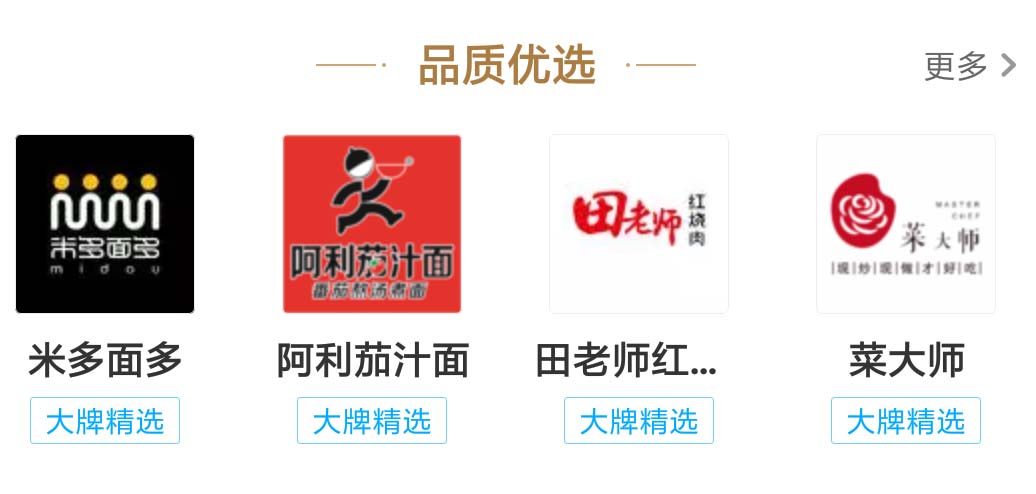 品质优选
更多
米多面多
midou
阿利茄汁面
番茄熬汤煮面
田老师
红烧肉
MASTER
CHEF
菜大师
现|炒|现|做|才|好|吃
米多面多
阿利茄汁面
田老师红...
菜大师
大牌精选
大牌精选
大牌精选
大牌精选